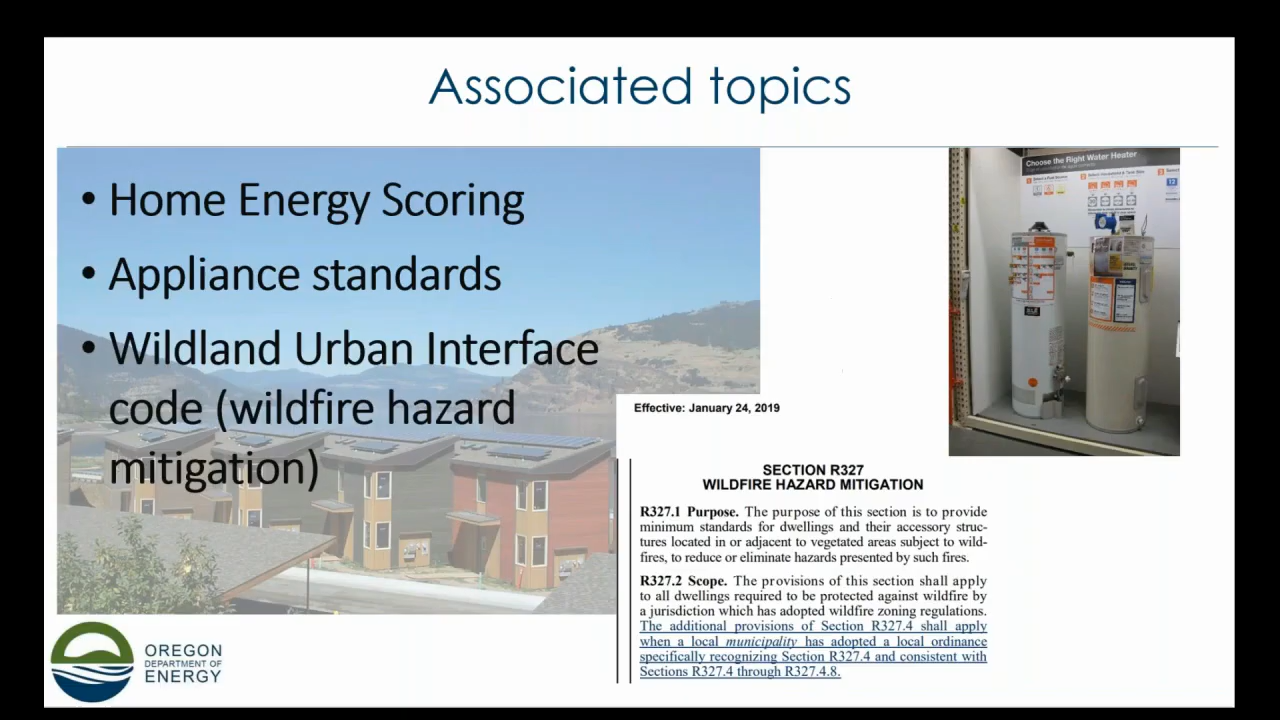 Associated topics
• Home Energy Scoring
• Appliance standards
• Wildland Urban Interface
code (wildfire hazard
mitigation)
Choose the Right Water Heater
Effective: January 24, 2019
SECTION R327
WILDFIRE HAZARD MITIGATION
R327.1 Purpose. The purpose of this section is to provide
minimum standards for dwellings and their accessory struc-
tures located in or adjacent to vegetated areas subject to wild-
fires, to reduce or eliminate hazards presented by such fires.
R327.2 Scope. The provisions of this section shall apply
to all dwellings required to be protected against wildfire by
a jurisdiction which has adopted wildfire zoning regulations.
The additional provisions of Section R327.4 shall apply
when a local municipality has adopted a local ordinance
specifically recognizing Section R327.4 and consistent with
Sections R327.4 through R327.4.8.
OREGON
DEPARTMENT OF
ENERGY